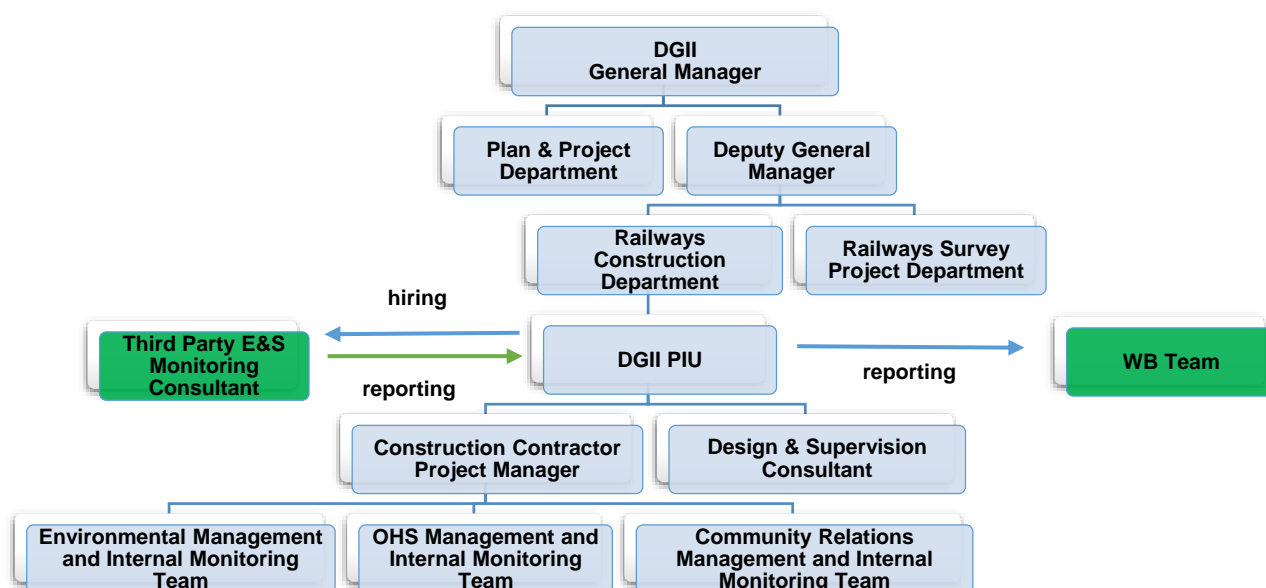 DGII
General Manager
Plan & Project
Department
Deputy General
Manager
Railways
Construction
Department
Railways Survey
Project Department
hiring
Third Party E&S
Monitoring
Consultant
reporting
DGII PIU
reporting
WB Team
Construction Contractor
Project Manager
Design & Supervision
Consultant
Environmental Management
and Internal Monitoring
Team
OHS Management and
Internal Monitoring
Team
Community Relations
Management and Internal
Monitoring Team